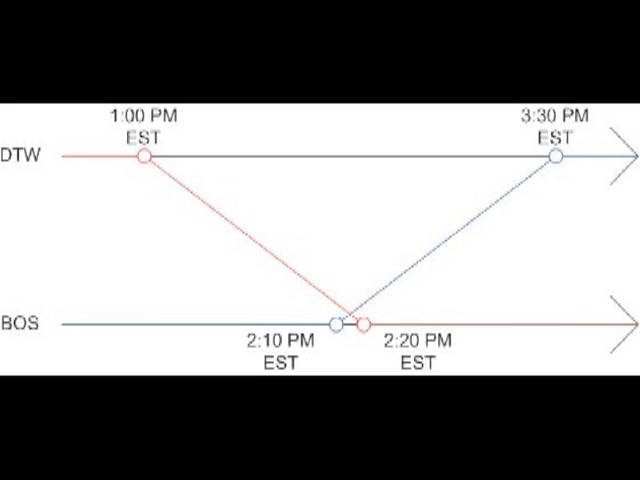 1:00 PM
EST
3:30 PM
EST
DTW
BOS
2:10 PM
EST
2:20 PM
EST